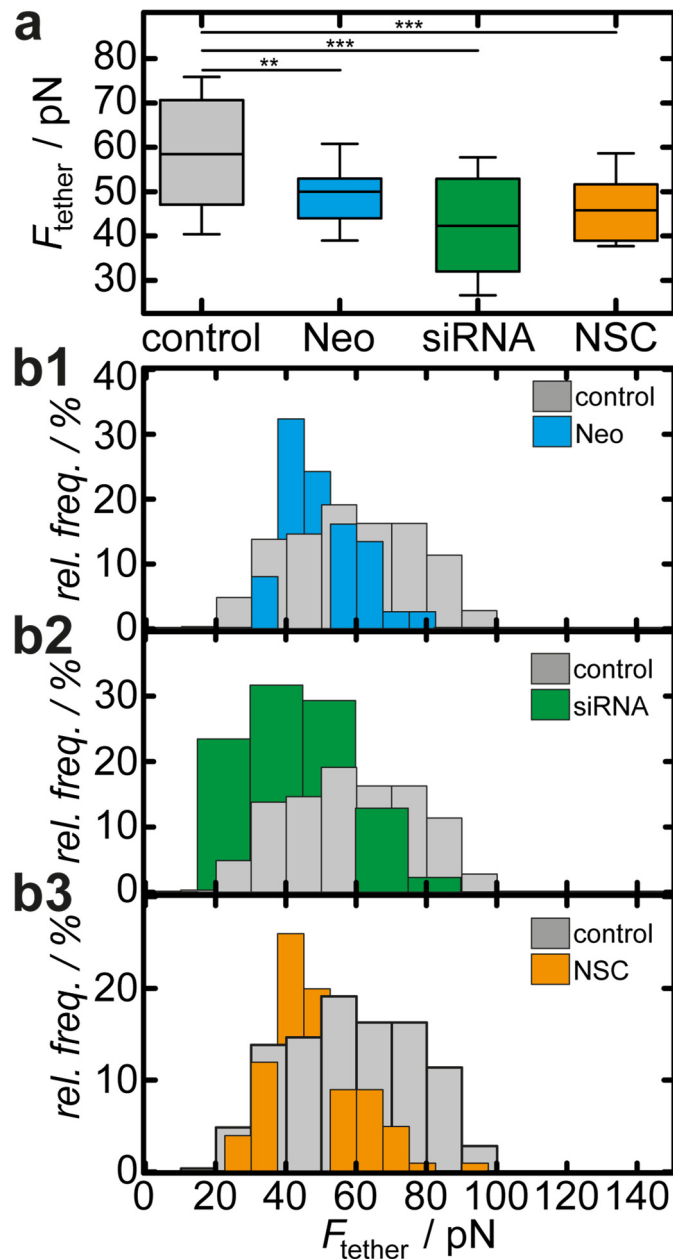 a
***
***
**
80
70
60
50
40
30
F tether / pN
control Neo siRNA NSC
b1
40
30
20
10
0
rel. freq. / %
control
Neo
b2
30
20
10
0
rel. freq. / %
control
siRNA
b3
20
10
0
rel. freq. / %
control
NSC
0 20 40 60 80 100 120 140
F tether / pN